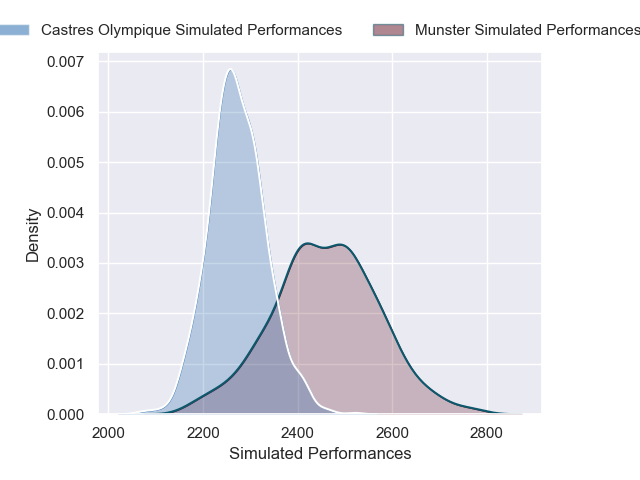 Castres Olympique Simulated Performances
Munster Simulated Performances
0.007
0.006
0.005
0.004
0.003
0.002
0.001
0.000
Density
2000 2200 2400 2600 2800
Simulated Performances